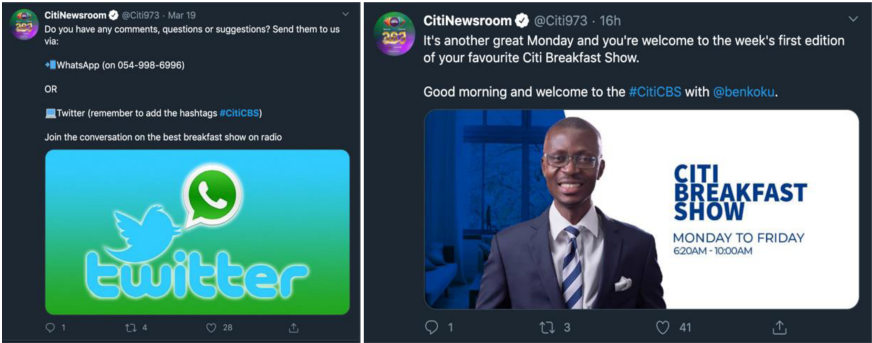 CitiNewsroom @Citi973 · Mar 19
Do you have any comments, questions or suggestions? Send them to us
via:
WhatsApp (on 054-998-6996)
OR
Twitter (remember to add the hashtags #CitiCBS)
Join the conversation on the best breakfast show on radio
twitter
1 4 28
CitiNewsroom @Citi973 · 16h
It's another great Monday and you're welcome to the week's first edition
of your favourite Citi Breakfast Show.
Good morning and welcome to the #CitiCBS with @benkoku.
CITI
BREAKFAST
SHOW
MONDAY TO FRIDAY
6:20AM - 10:00AM
1 3 41